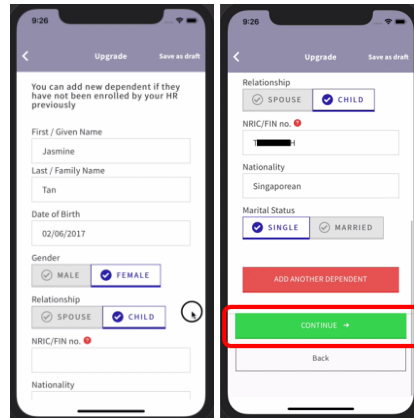 9:26
Upgrade
Save as draft
You can add new dependent if they
have not been enrolled by your HR
previously
First / Given Name
Jasmine
Last / Family Name
Tan
Date of Birth
02/06/2017
Gender
MALE FEMALE
Relationship
SPOUSE CHILD
NRIC/FIN no. ?
Nationality
9:26
Upgrade
Save as draft
Relationship
SPOUSE CHILD
NRIC/FIN no. ?
T H
Nationality
Singaporean
Marital Status
SINGLE MARRIED
ADD ANOTHER DEPENDENT
CONTINUE →
Back